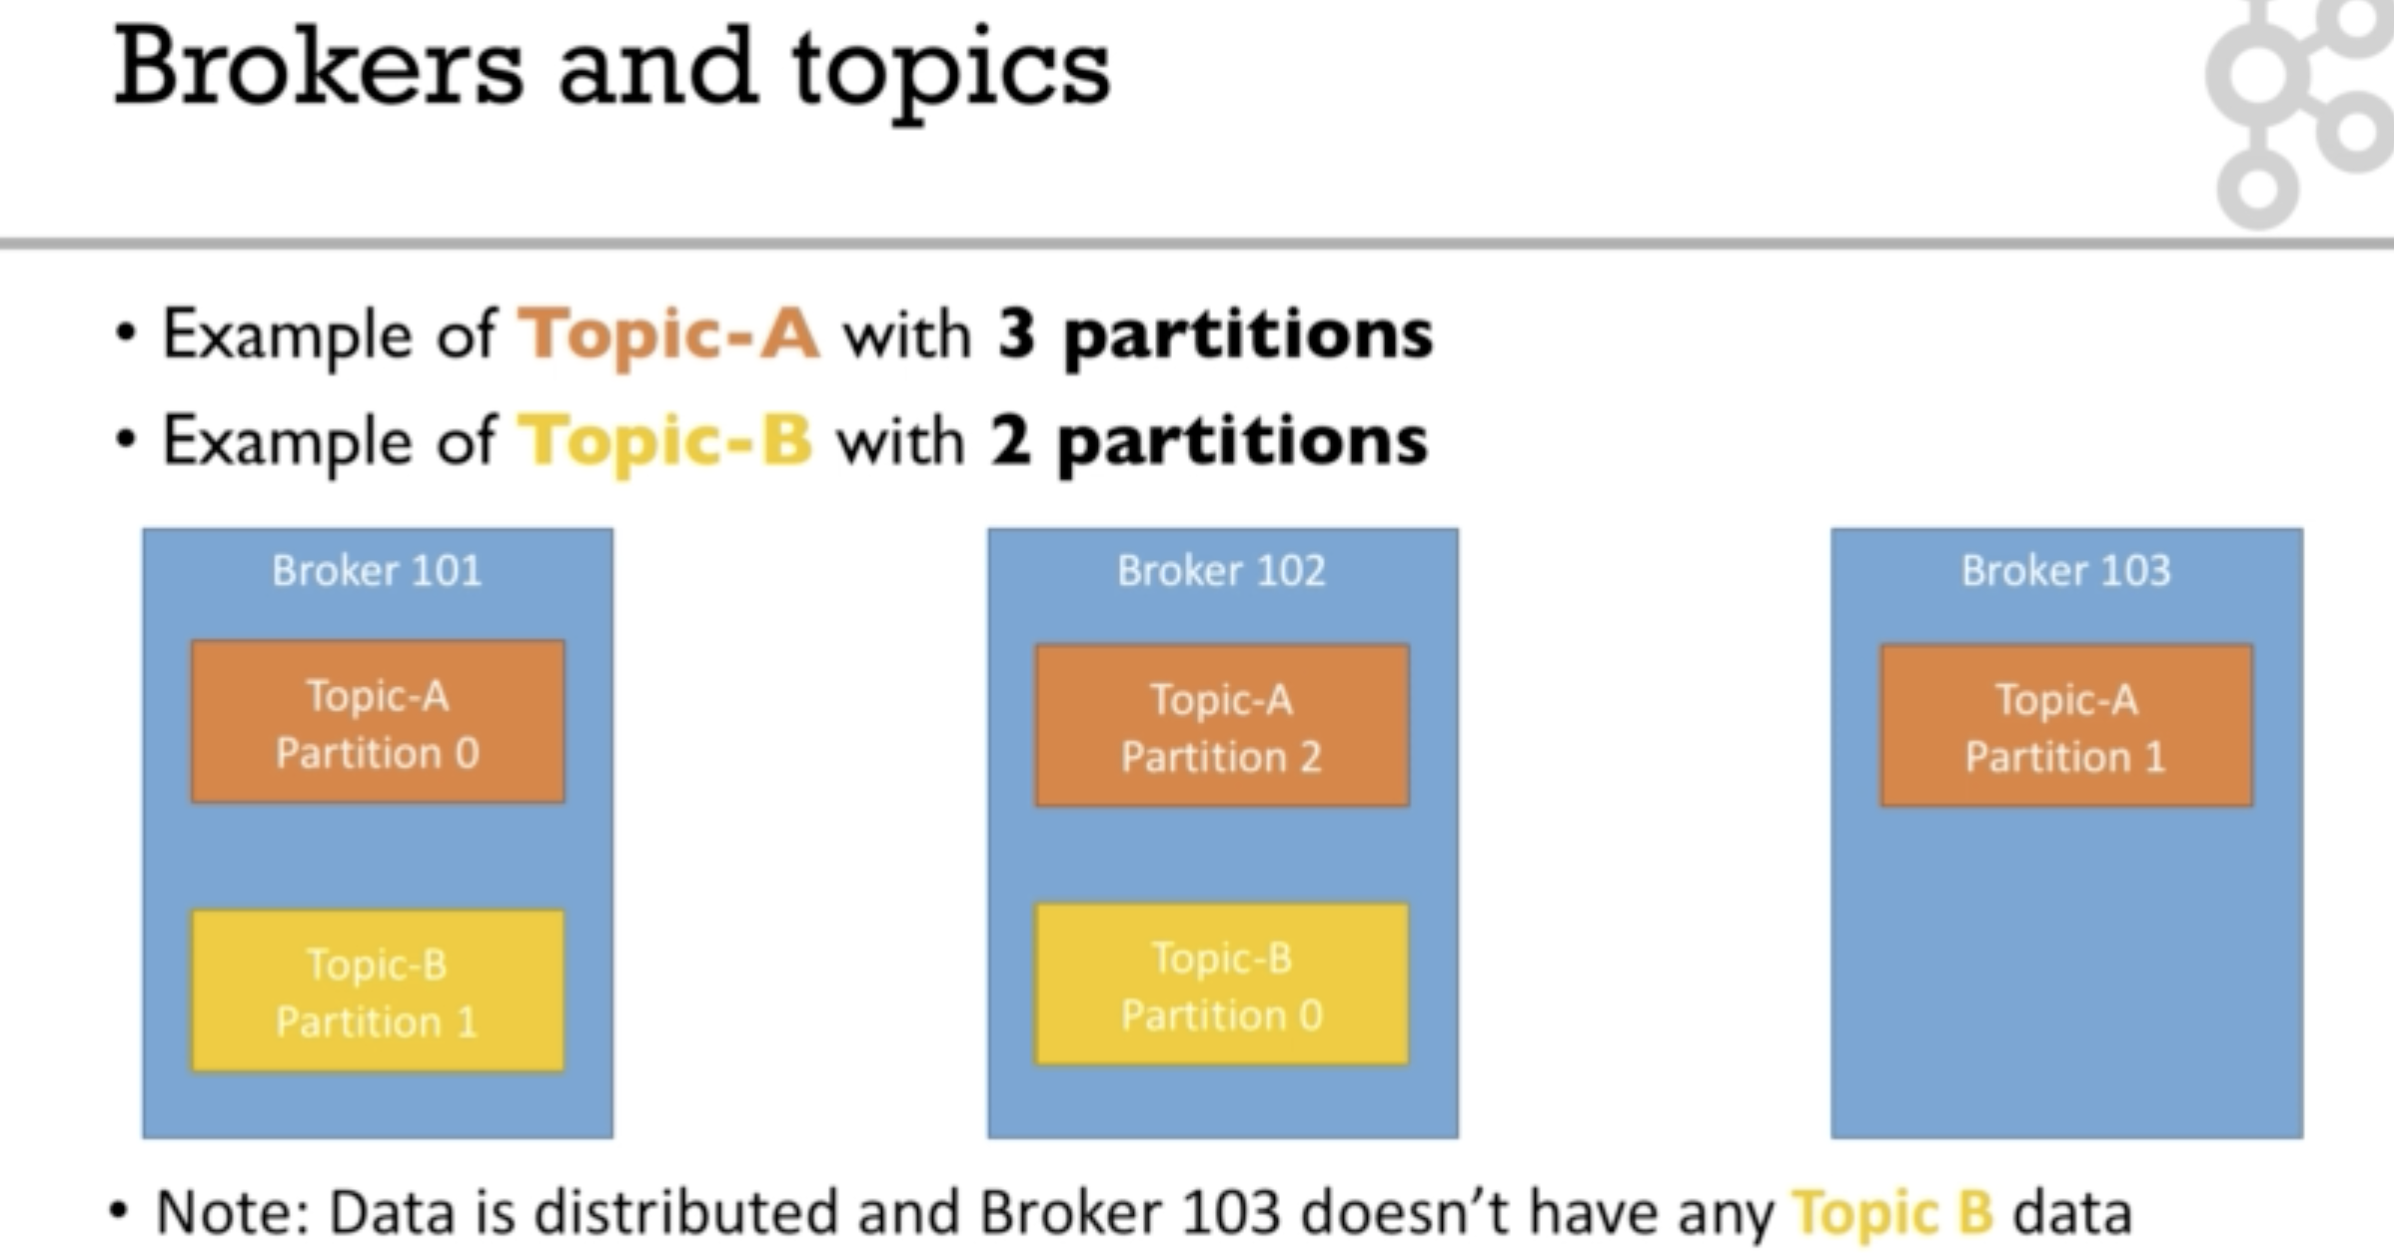 Brokers and topics
• Example of Topic-A with 3 partitions
• Example of Topic-B with 2 partitions
Broker 101
Topic-A
Partition 0
Topic-B
Partition 1
Broker 102
Topic-A
Partition 2
Topic-B
Partition 0
Broker 103
Topic-A
Partition 1
• Note: Data is distributed and Broker 103 doesn’t have any Topic B data